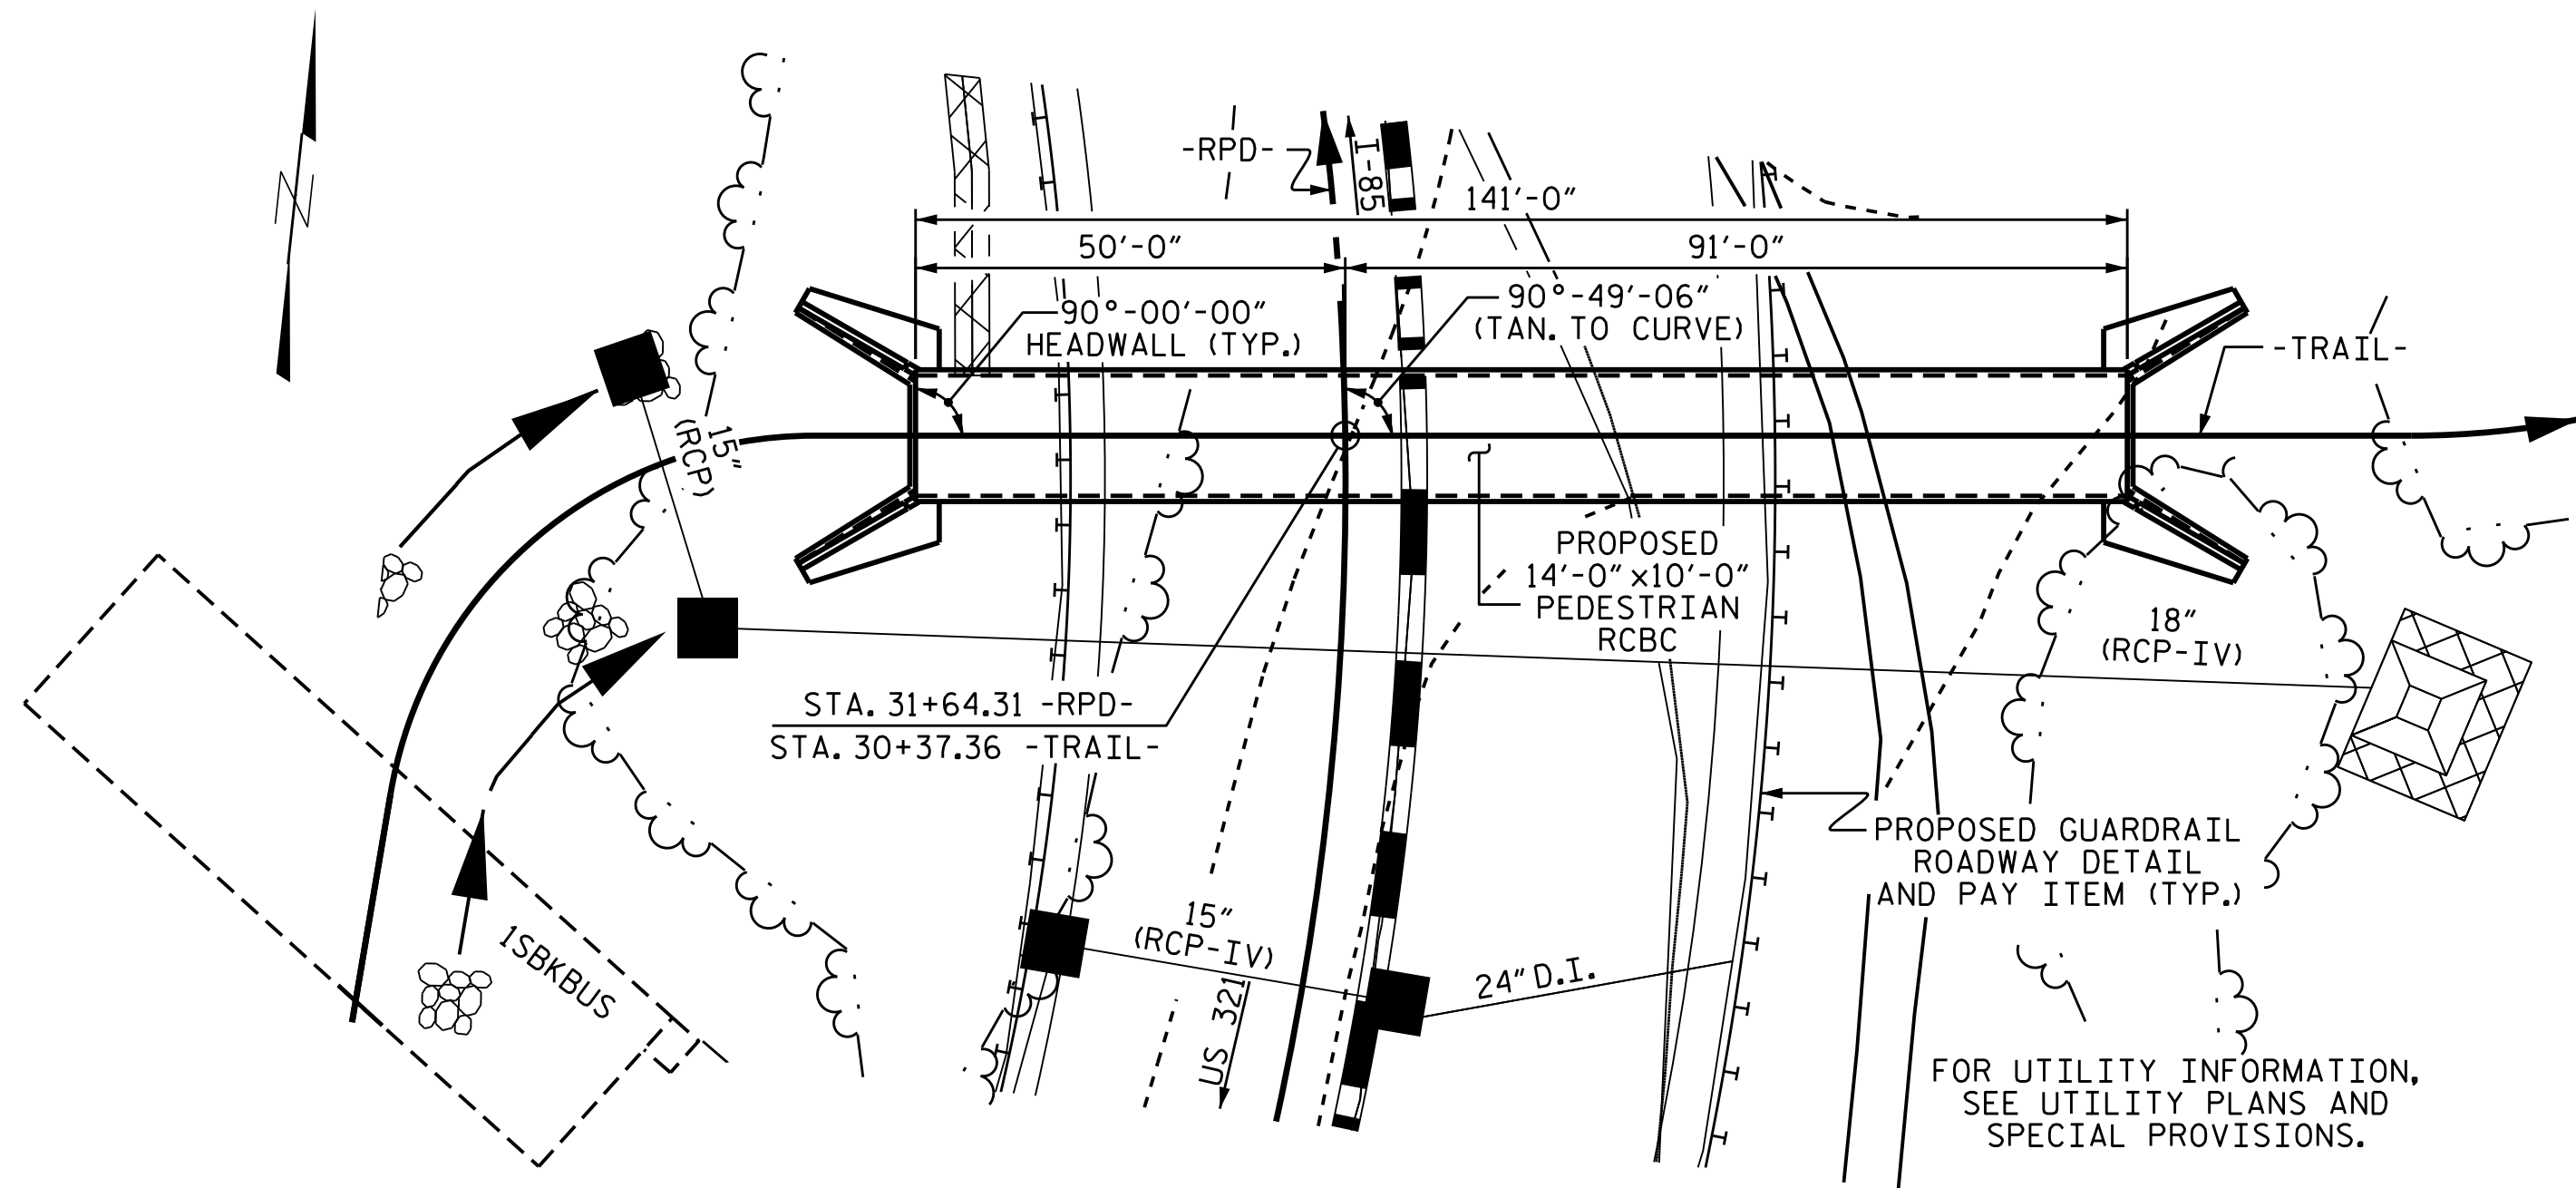 -RPD-
I-85
141'-0"
50'-0"
91'-0"
90°-00'-00"
HEADWALL (TYP.)
90°-49'-06"
(TAN. TO CURVE)
-TRAIL-
N
15"
(RCP)
PROPOSED
14'-0"x10'-0"
PEDESTRIAN
RCBC
18"
(RCP-IV)
STA. 31+64.31 -RPD-
STA. 30+37.36 -TRAIL-
PROPOSED GUARDRAIL
ROADWAY DETAIL
AND PAY ITEM (TYP.)
1SBKBUS
15"
(RCP-IV)
24" D.I.
US 321
FOR UTILITY INFORMATION,
SEE UTILITY PLANS AND
SPECIAL PROVISIONS.